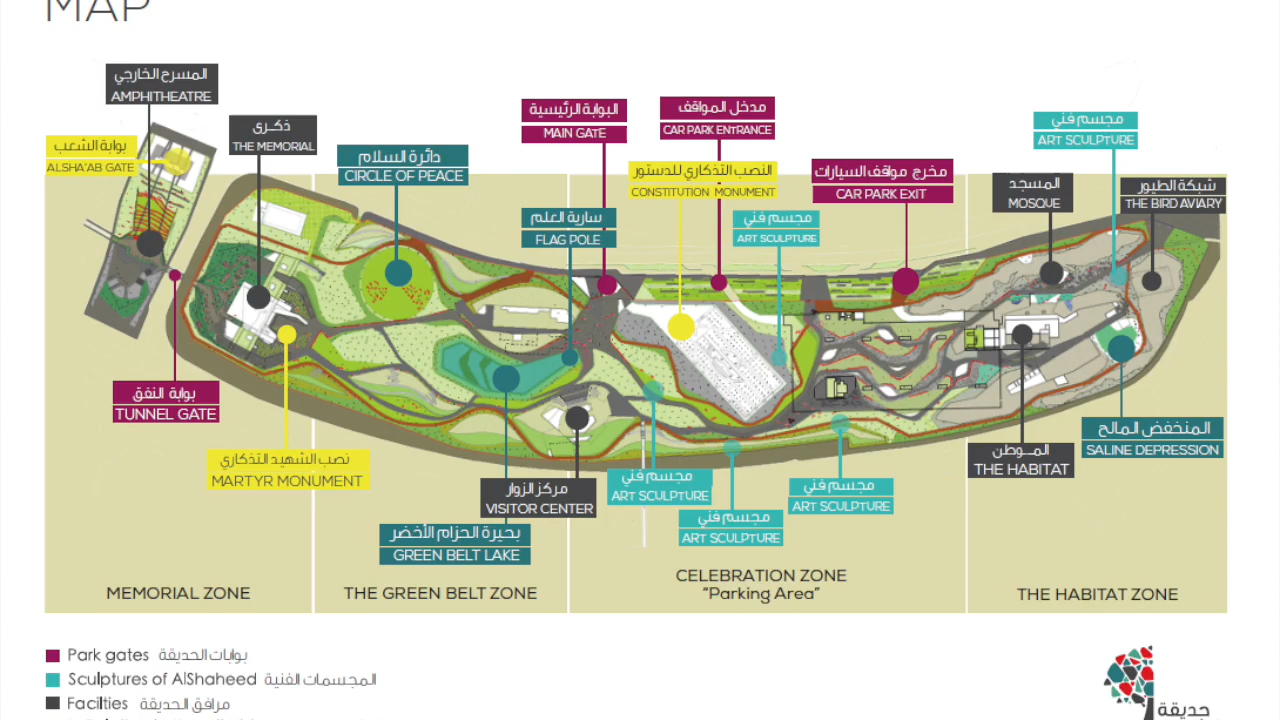 MAP
المسرح الخارجي
AMPHITHEATRE
بوابة الشعب
ALSHA'AB GATE
ذكرى
THE MEMORIAL
دائرة السلام
CIRCLE OF PEACE
البوابة الرئيسية
MAIN GATE
مدخل المواقف
CAR PARK ENTRANCE
سارية العلم
FLAG POLE
النصب التذكاري للدستور
CONSTITUTION MONUMENT
مجسم فني
ART SCULPTURE
مخرج مواقف السيارات
CAR PARK EXIT
مجسم فني
ART SCULPTURE
المسجد
MOSQUE
شبكة الطيور
THE BIRD AVIARY
بوابة النفق
TUNNEL GATE
نصب الشهيد التذكاري
MARTYR MONUMENT
مركز الزوار
VISITOR CENTER
بحيرة الحزام الأخضر
GREEN BELT LAKE
مجسم فني
ART SCULPTURE
مجسم فني
ART SCULPTURE
مجسم فني
ART SCULPTURE
الموطن
THE HABITAT
المنخفض المالح
SALINE DEPRESSION
MEMORIAL ZONE
THE GREEN BELT ZONE
CELEBRATION ZONE
"Parking Area"
THE HABITAT ZONE
Park gates بوابات الحديقة
Sculptures of AlShaheed المجسمات الفنية
Facilties مرافق الحديقة
حديقة